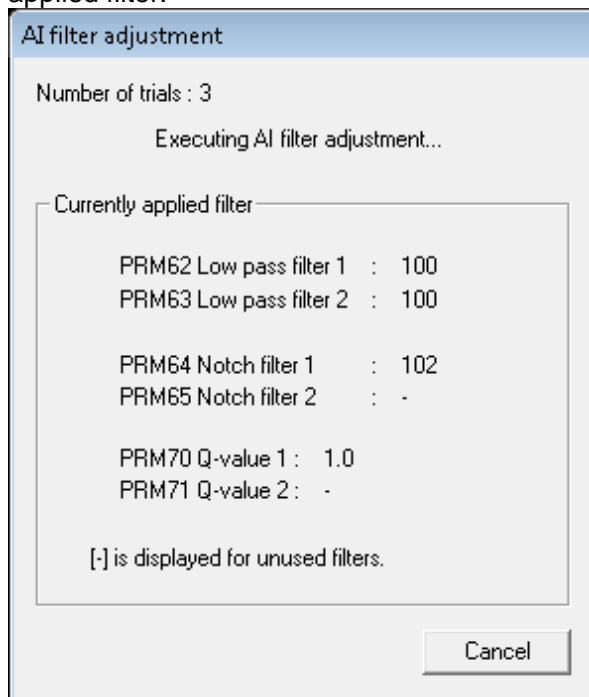 applied filter.
AI filter adjustment
Number of trials : 3
Executing AI filter adjustment...
Currently applied filter
PRM62 Low pass filter 1 : 100
PRM63 Low pass filter 2 : 100
PRM64 Notch filter 1 : 102
PRM65 Notch filter 2 : -
PRM70 Q-value 1 : 1.0
PRM71 Q-value 2 : -
[-] is displayed for unused filters.
Cancel